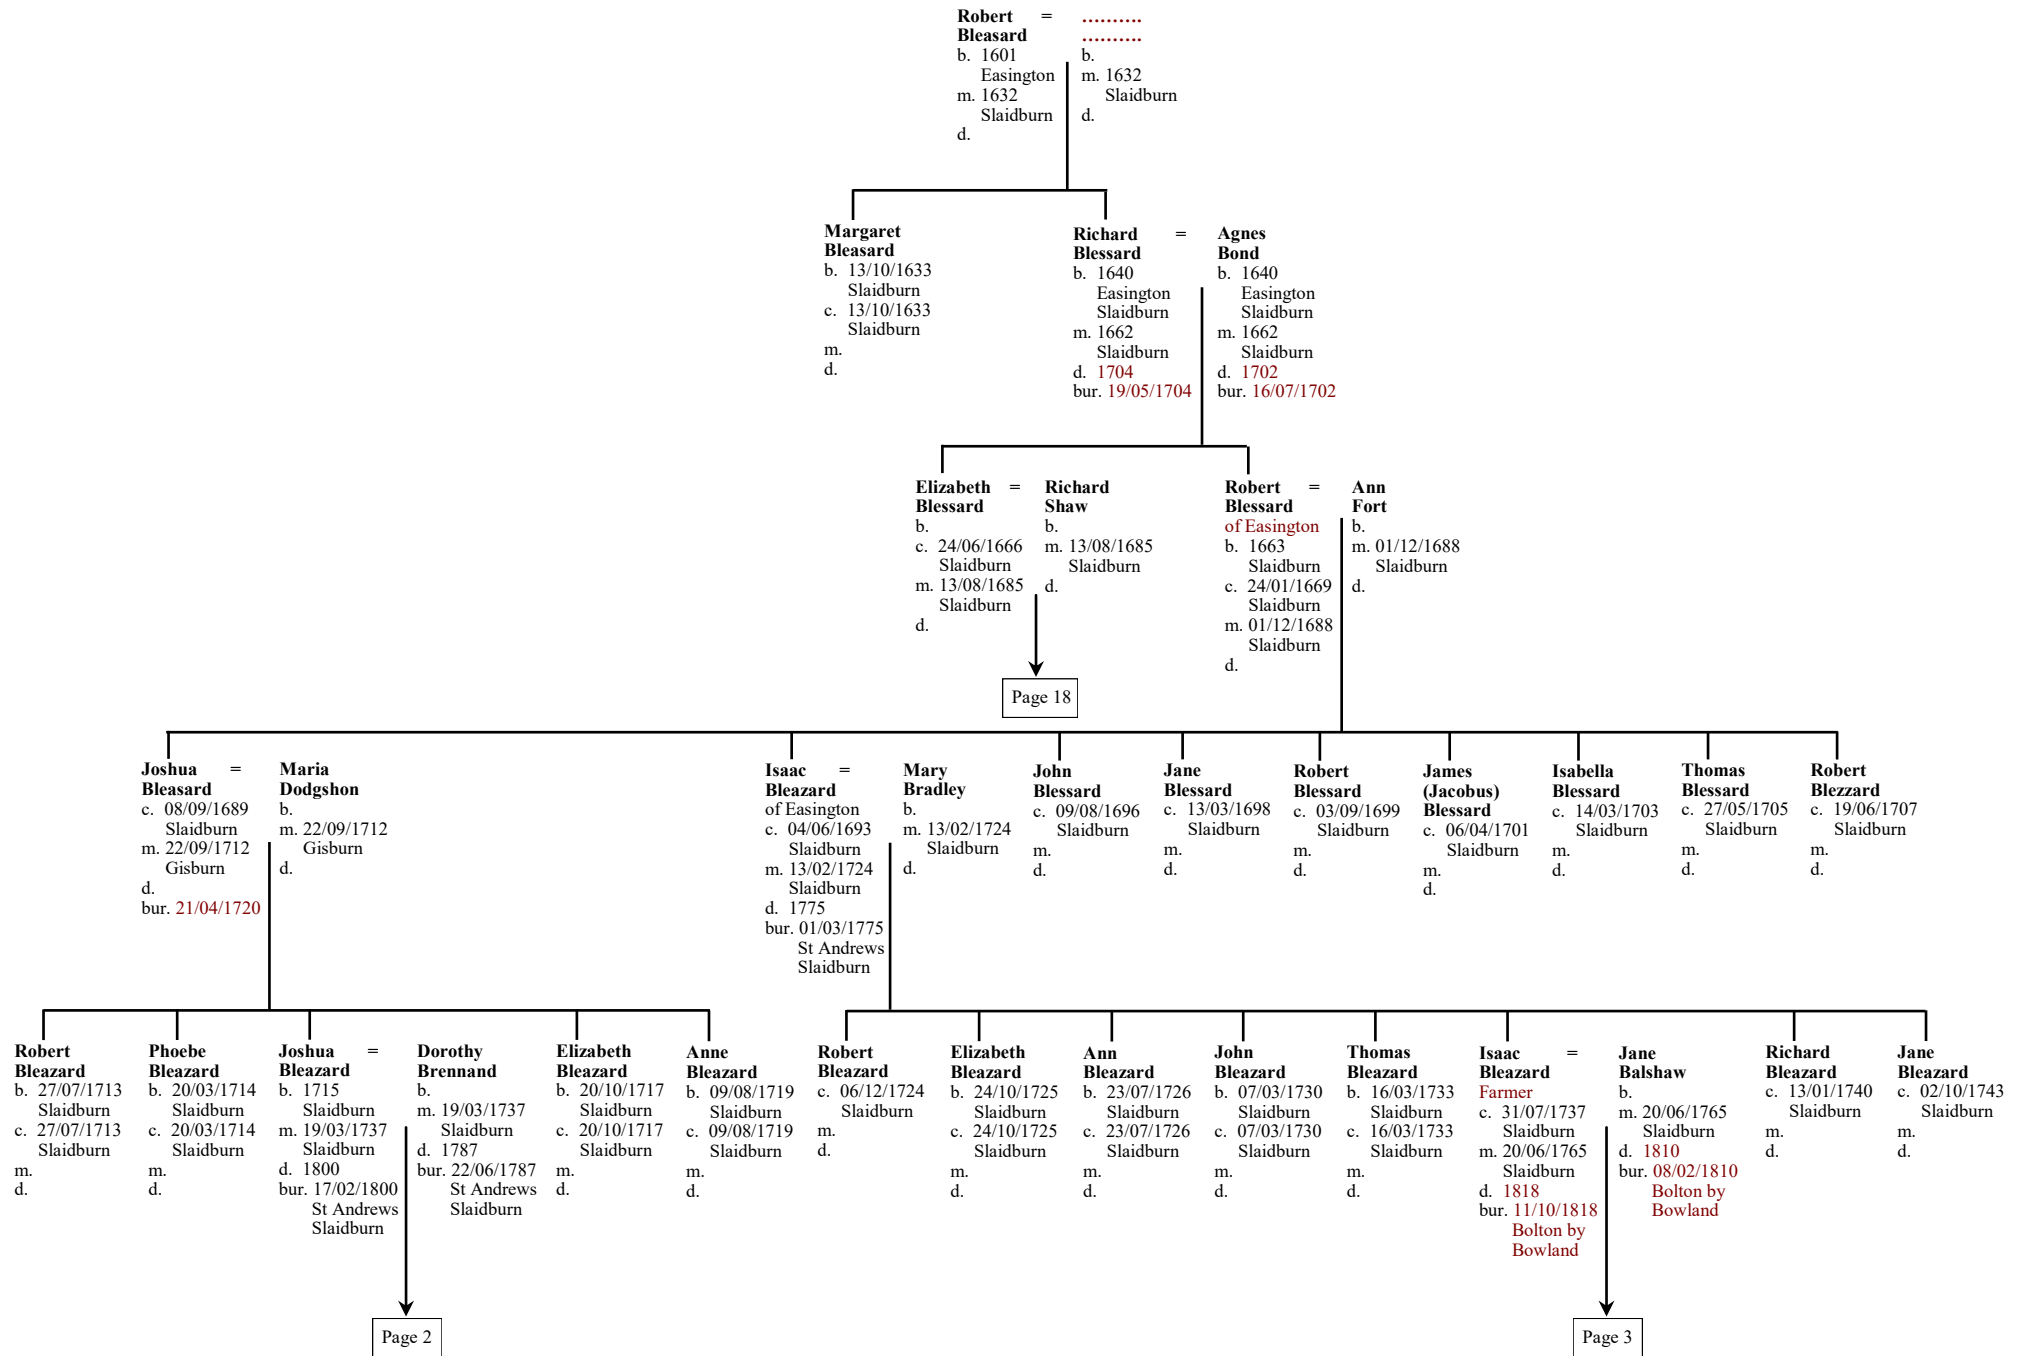 Robert =
Bleasard
b. 1601
Easington
m. 1632
Slaidburn
d.
..........
..........
b.
m. 1632
Slaidburn
d.
Margaret
Bleasard
b. 13/10/1633
Slaidburn
c. 13/10/1633
Slaidburn
m.
d.
Richard =
Blessard
b. 1640
Easington
Slaidburn
m. 1662
Slaidburn
d. 1704
bur. 19/05/1704
Agnes
Bond
b. 1640
Easington
Slaidburn
m. 1662
Slaidburn
d. 1702
bur. 16/07/1702
Elizabeth =
Blessard
b.
c. 24/06/1666
Slaidburn
m. 13/08/1685
Slaidburn
d.
Richard
Shaw
b.
m. 13/08/1685
Slaidburn
d.
Page 18
Robert =
Blessard
of Easington
b. 1663
Slaidburn
c. 24/01/1669
Slaidburn
m. 01/12/1688
Slaidburn
d.
Ann
Fort
b.
m. 01/12/1688
Slaidburn
d.
Joshua =
Bleasard
c. 08/09/1689
Slaidburn
m. 22/09/1712
Gisburn
d.
bur. 21/04/1720
Maria
Dodgshon
b.
m. 22/09/1712
Gisburn
d.
Isaac =
Bleazard
of Easington
c. 04/06/1693
Slaidburn
m. 13/02/1724
Slaidburn
d. 1775
bur. 01/03/1775
St Andrews
Slaidburn
Mary
Bradley
b.
m. 13/02/1724
Slaidburn
d.
John
Blessard
c. 09/08/1696
Slaidburn
m.
d.
Jane
Blessard
c. 13/03/1698
Slaidburn
m.
d.
Robert
Blessard
c. 03/09/1699
Slaidburn
m.
d.
James
(Jacobus)
Blessard
c. 06/04/1701
Slaidburn
m.
d.
Isabella
Blessard
c. 14/03/1703
Slaidburn
m.
d.
Thomas
Blessard
c. 27/05/1705
Slaidburn
m.
d.
Robert
Blezzard
c. 19/06/1707
Slaidburn
m.
d.
Robert
Bleazard
b. 27/07/1713
Slaidburn
c. 27/07/1713
Slaidburn
m.
d.
Phoebe
Bleazard
b. 20/03/1714
Slaidburn
c. 20/03/1714
Slaidburn
m.
d.
Joshua =
Bleazard
b. 1715
Slaidburn
m. 19/03/1737
Slaidburn
d. 1800
bur. 17/02/1800
St Andrews
Slaidburn
Dorothy
Brennand
b.
m. 19/03/1737
Slaidburn
d. 1787
bur. 22/06/1787
St Andrews
Slaidburn
Elizabeth
Bleazard
b. 20/10/1717
Slaidburn
c. 20/10/1717
Slaidburn
m.
d.
Anne
Bleazard
b. 09/08/1719
Slaidburn
c. 09/08/1719
Slaidburn
m.
d.
Robert
Bleazard
c. 06/12/1724
Slaidburn
m.
d.
Elizabeth
Bleazard
b. 24/10/1725
Slaidburn
c. 24/10/1725
Slaidburn
m.
d.
Ann
Bleazard
b. 23/07/1726
Slaidburn
c. 23/07/1726
Slaidburn
m.
d.
John
Bleazard
b. 07/03/1730
Slaidburn
c. 07/03/1730
Slaidburn
m.
d.
Thomas
Bleazard
b. 16/03/1733
Slaidburn
c. 16/03/1733
Slaidburn
m.
d.
Isaac =
Bleazard
Farmer
c. 31/07/1737
Slaidburn
m. 20/06/1765
Slaidburn
d. 1818
bur. 11/10/1818
Bolton by
Bowland
Jane
Balshaw
b.
m. 20/06/1765
Slaidburn
d. 1810
bur. 08/02/1810
Bolton by
Bowland
Richard
Bleazard
c. 13/01/1740
Slaidburn
m.
d.
Jane
Bleazard
c. 02/10/1743
Slaidburn
m.
d.
Page 2
Page 3